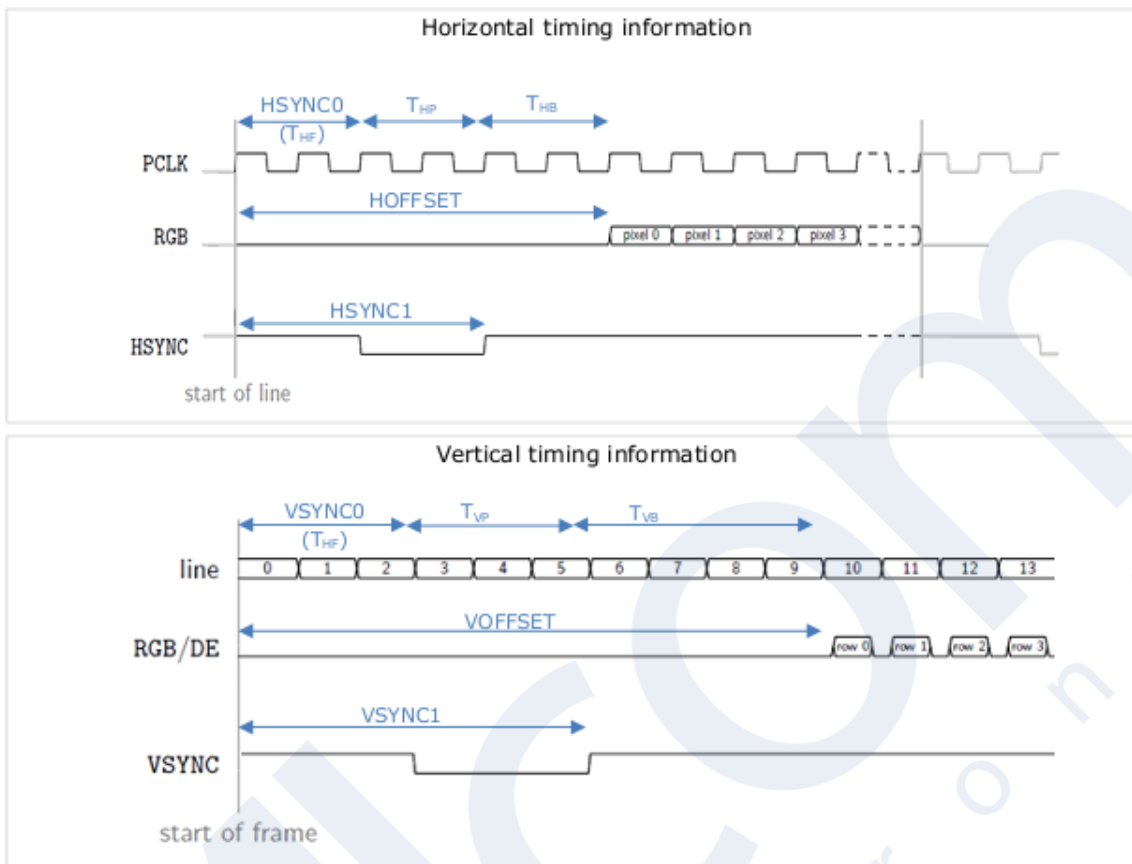 Horizontal timing information
HSYNC0 THP THB
(THF)
PCLK
HOFFSET
RGB pixel 0 pixel 1 pixel 2 pixel 3
HSYNC1
HSYNC
start of line
Vertical timing information
VSYNC0 TVP TVB
(THF)
line 0 1 2 3 4 5 6 7 8 9 10 11 12 13
VOFFSET
RGB/DE row 0 row 1 row 2 row 3
VSYNC1
VSYNC
start of frame